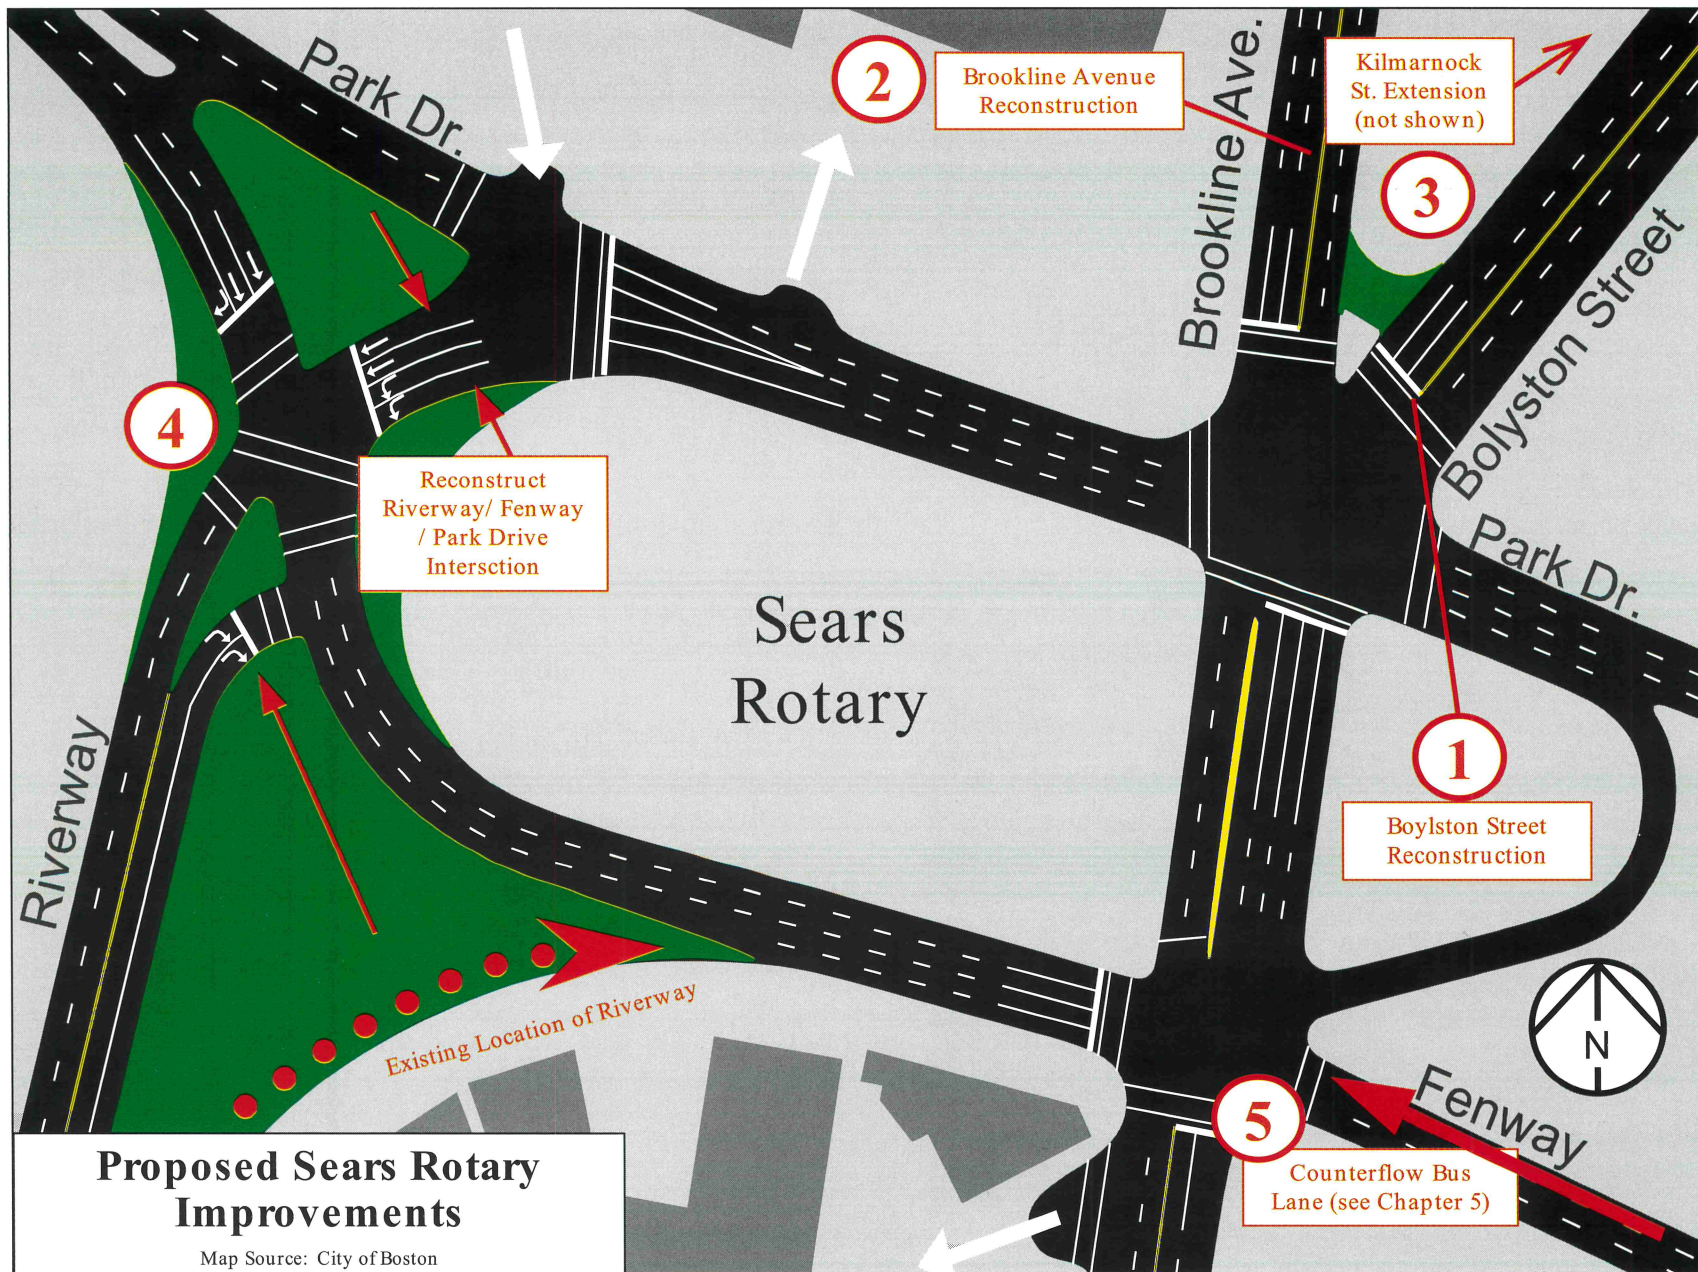 Park Dr.
2
Brookline Avenue
Reconstruction
Brookline Ave.
Kilmarnock
St. Extension
(not shown)
3
Bolyston Street
4
Reconstruct
Riverway/ Fenway
/ Park Drive
Intersction
Park Dr.
Sears
Rotary
1
Boylston Street
Reconstruction
Riverway
Existing Location of Riverway
N
Fenway
5
Counterflow Bus
Lane (see Chapter 5)
Proposed Sears Rotary
Improvements
Map Source: City of Boston